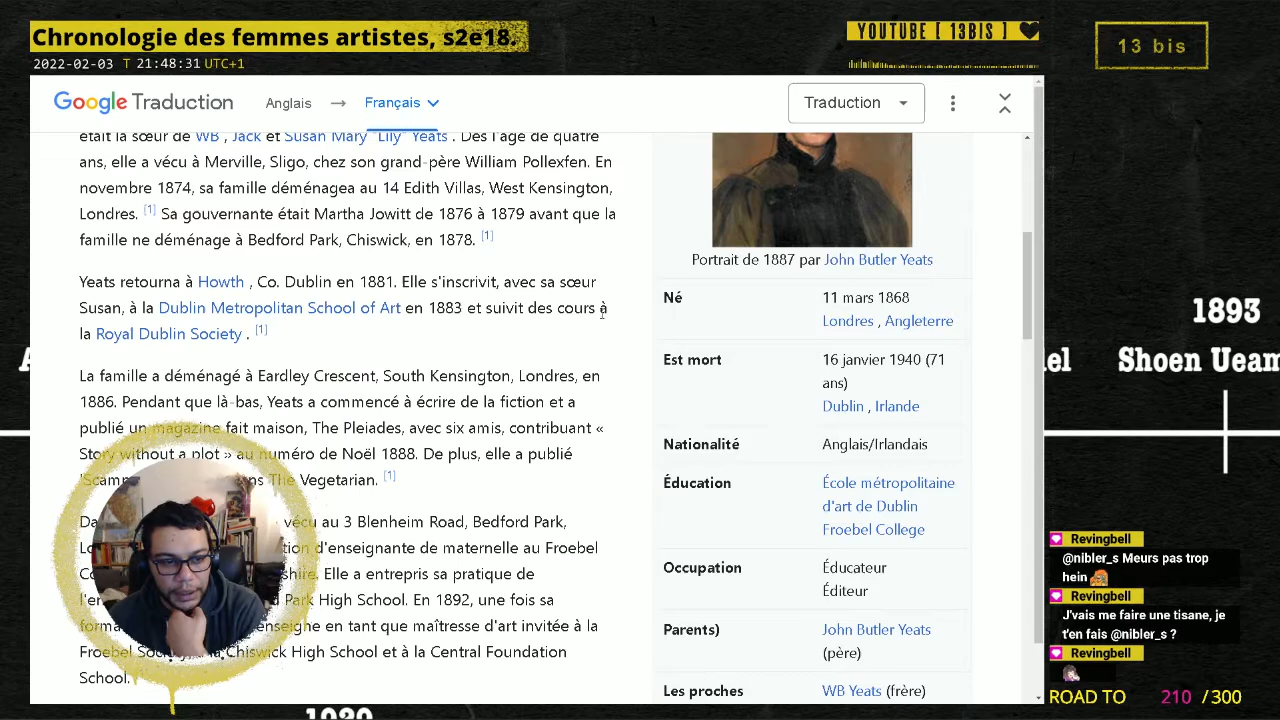 Chronologie des femmes artistes, s2e18.
2022-02-03 T 21:48:31 UTC+1
YOUTUBE [ 13BIS ]
13 bis
Google Traduction
Anglais → Français
Traduction
était la sœur de WB , Jack et Susan Mary "Lily" Yeats . Dès l'âge de quatre
ans, elle a vécu à Merville, Sligo, chez son grand-père William Pollexfen. En
novembre 1874, sa famille déménagea au 14 Edith Villas, West Kensington,
Londres. [1] Sa gouvernante était Martha Jowitt de 1876 à 1879 avant que la
famille ne déménage à Bedford Park, Chiswick, en 1878. [1]
Yeats retourna à Howth , Co. Dublin en 1881. Elle s'inscrivit, avec sa sœur
Susan, à la Dublin Metropolitan School of Art en 1883 et suivit des cours à
la Royal Dublin Society . [1]
La famille a déménagé à Eardley Crescent, South Kensington, Londres, en
1886. Pendant que là-bas, Yeats a commencé à écrire de la fiction et a
publié un magazine fait maison, The Pleiades, avec six amis, contribuant «
Story without a plot » au numéro de Noël 1888. De plus, elle a publié
The Vegetarian. [1]
vécu au 3 Blenheim Road, Bedford Park,
d'enseignante de maternelle au Froebel
Elle a entrepris sa pratique de
Park High School. En 1892, une fois sa
enseigne en tant que maîtresse d'art invitée à la
Froebel Chiswick High School et à la Central Foundation
School.
Portrait de 1887 par John Butler Yeats
Né 11 mars 1868
Londres , Angleterre
Est mort 16 janvier 1940 (71
ans)
Dublin , Irlande
Nationalité Anglais/Irlandais
Éducation École métropolitaine
d'art de Dublin
Froebel College
Occupation Éducateur
Éditeur
Parents) John Butler Yeats
(père)
Les proches WB Yeats (frère)
1893
Shoen Ueam
Revingbell
@nibler_s Meurs pas trop
hein
Revingbell
J'vais me faire une tisane, je
t'en fais @nibler_s ?
Revingbell
ROAD TO 210 / 300